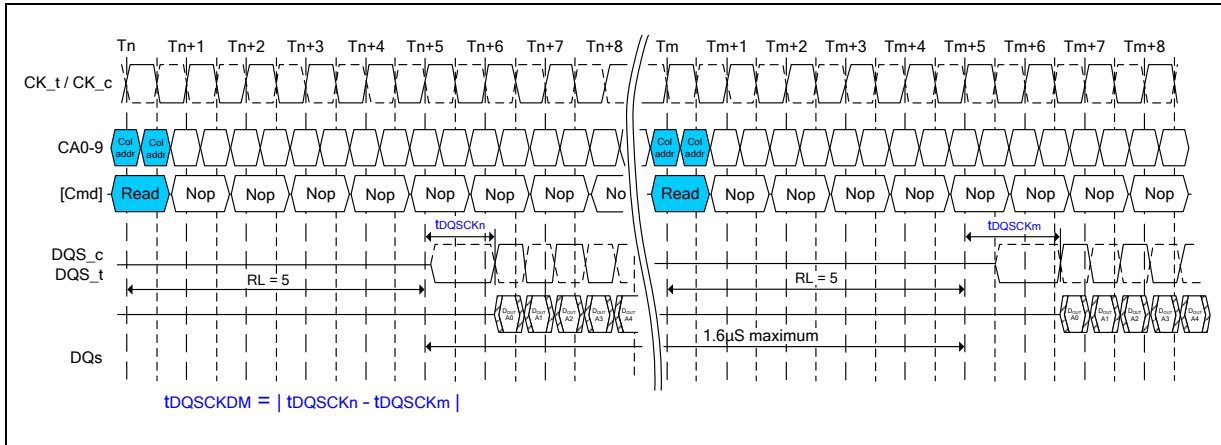 Tn Tn+1 Tn+2 Tn+3 Tn+4 Tn+5 Tn+6 Tn+7 Tn+8 Tm Tm+1 Tm+2 Tm+3 Tm+4 Tm+5 Tm+6 Tm+7 Tm+8
CK_t / CK_c
CA0-9 Col addr Col addr Col addr Col addr
[Cmd] Read Nop Nop Nop Nop Nop Nop Nop No Read Nop Nop Nop Nop Nop Nop Nop Nop
tDQSCKn tDQSCKm
DQS_c
DQS_t
RL = 5 RL = 5
DOUT A0 DOUT A1 DOUT A2 DOUT A3 DOUT A4 DOUT A0 DOUT A1 DOUT A2 DOUT A3 DOUT A4
1.6µS maximum
DQs
tDQSCKDM = | tDQSCKn - tDQSCKm |